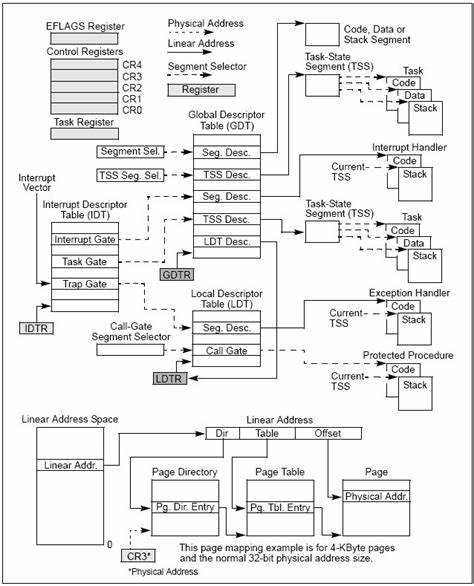 EFLAGS Register
Control Registers
CR4
CR3
CR2
CR1
CR0
Task Register
Physical Address
Linear Address
Segment Selector
Register
Global Descriptor
Table (GDT)
Code, Data or
Stack Segment
Task-State
Segment (TSS)
Task
Code
Data
Stack
Segment Sel.
Seg. Desc.
TSS Seg. Sel.
TSS Desc.
Interrupt Handler
Code
Current
TSS
Stack
Interrupt
Vector
Interrupt Descriptor
Table (IDT)
Seg. Desc.
TSS Desc.
LDT Desc.
Task-State
Segment (TSS)
Task
Code
Data
Stack
Interrupt Gate
Task Gate
Trap Gate
GDTR
IDTR
Local Descriptor
Table (LDT)
Exception Handler
Code
Current
TSS
Stack
Call-Gate
Segment Selector
Seg. Desc.
Call Gate
LDTR
Protected Procedure
Code
Current
TSS
Stack
Linear Address Space
Linear Address
Dir
Table
Offset
Linear Addr.
0
Page Directory
Page Table
Page
Physical Addr.
Pg. Dir. Entry
Pg. Tbl. Entry
CR3*
*Physical Address
This page mapping example is for 4-KByte pages
and the normal 32-bit physical address size.